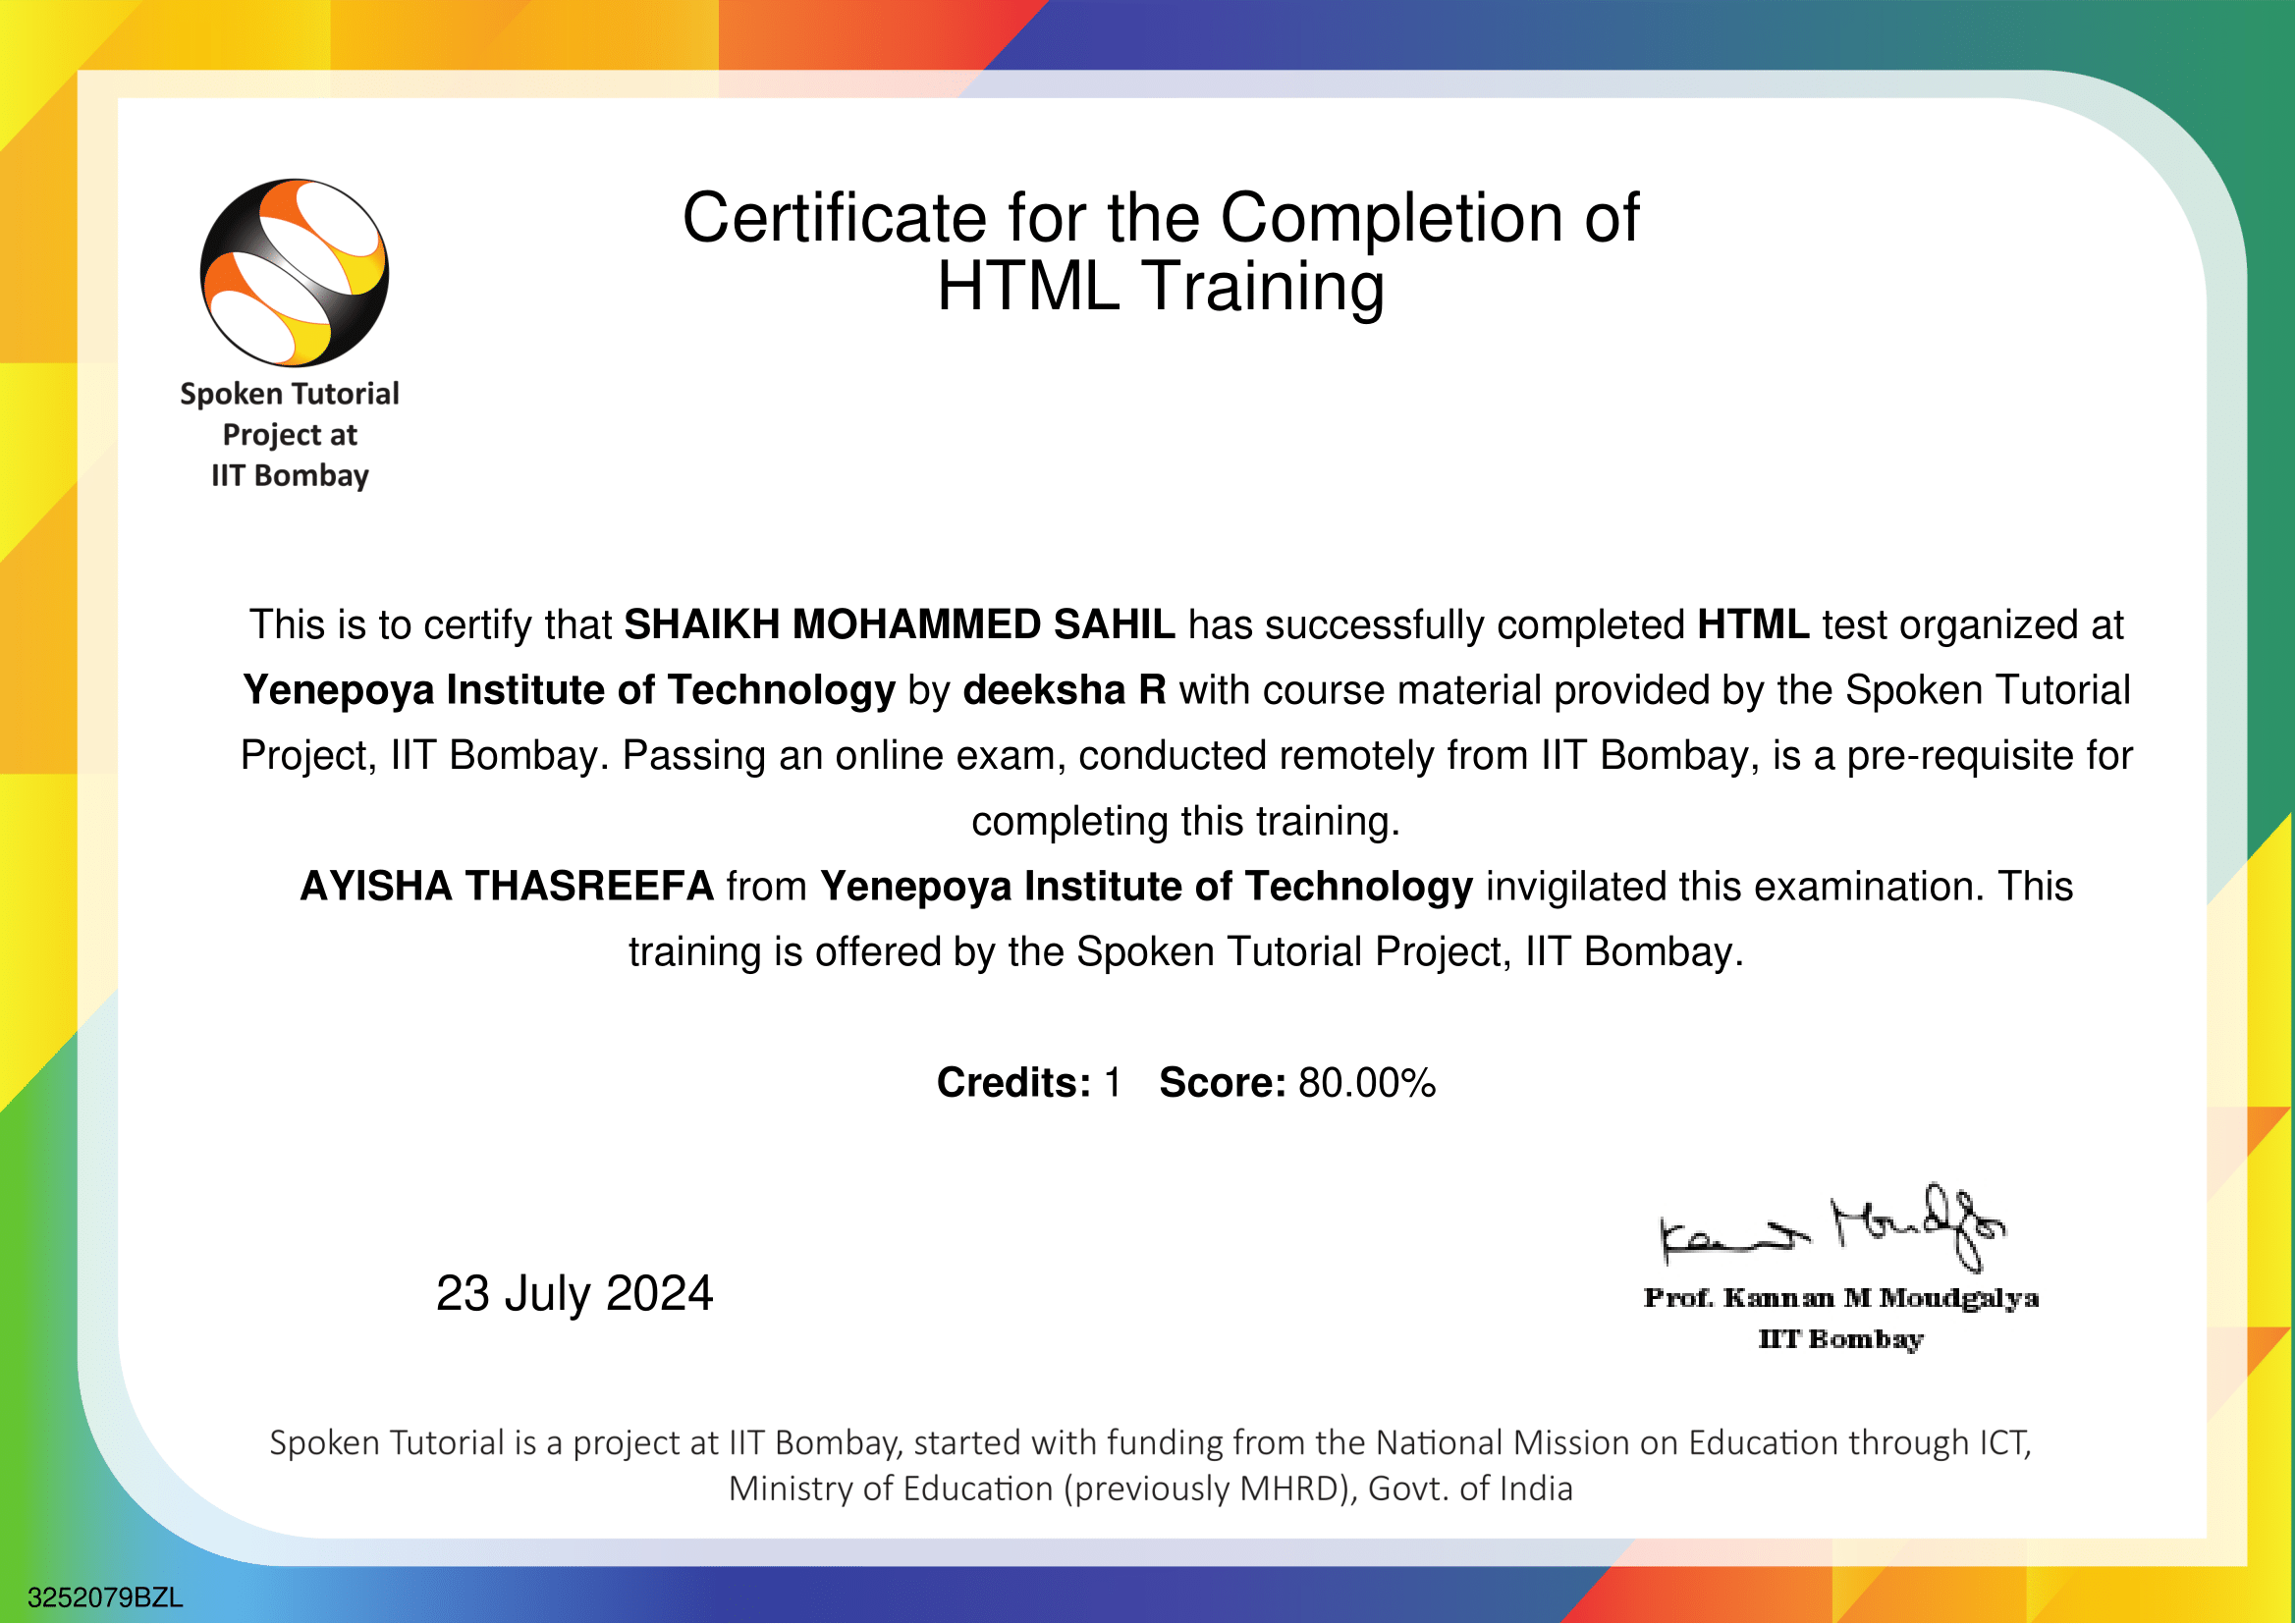 Certificate for the Completion of
HTML Training
Spoken Tutorial
Project at
IIT Bombay
This is to certify that SHAIKH MOHAMMED SAHIL has successfully completed HTML test organized at
Yenepoya Institute of Technology by deeksha R with course material provided by the Spoken Tutorial
Project, IIT Bombay. Passing an online exam, conducted remotely from IIT Bombay, is a pre-requisite for
completing this training.
AYISHA THASREEFA from Yenepoya Institute of Technology invigilated this examination. This
training is offered by the Spoken Tutorial Project, IIT Bombay.
Credits: 1 Score: 80.00%
23 July 2024
Kannan Moudgalya
Prof. Kannan M Moudgalya
IIT Bombay
Spoken Tutorial is a project at IIT Bombay, started with funding from the National Mission on Education through ICT,
Ministry of Education (previously MHRD), Govt. of India
3252079BZL